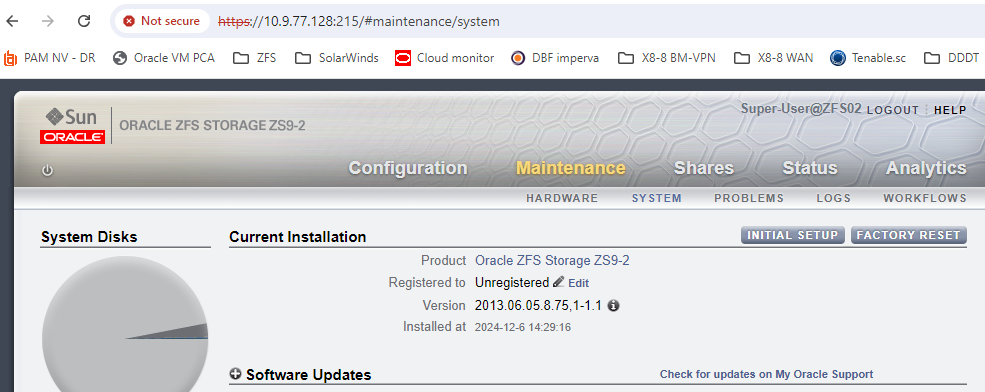 Not secure https://10.9.77.128:215/#maintenance/system
PAM NV - DR Oracle VM PCA ZFS SolarWinds Cloud monitor DBF imperva X8-8 BM-VPN X8-8 WAN Tenable.sc DDDT
Sun ORACLE ORACLE ZFS STORAGE ZS9-2
Super-User@ZFS02 LOGOUT HELP
Configuration Maintenance Shares Status Analytics
HARDWARE SYSTEM PROBLEMS LOGS WORKFLOWS
System Disks
Current Installation INITIAL SETUP FACTORY RESET
Product Oracle ZFS Storage ZS9-2
Registered to Unregistered Edit
Version 2013.06.05.8.75,1-1.1
Installed at 2024-12-6 14:29:16
Software Updates Check for updates on My Oracle Support